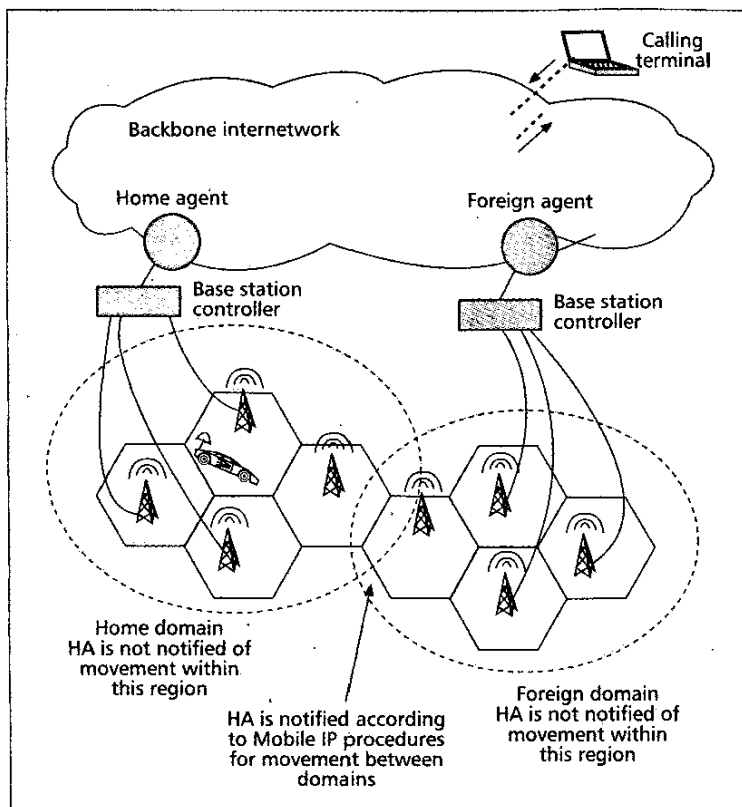 Calling
terminal
Backbone internetwork
Home agent
Foreign agent
Base station
controller
Base station
controller
Home domain
HA is not notified of
movement within
this region
HA is notified according
to Mobile IP procedures
for movement between
domains
Foreign domain
HA is not notified of
movement within
this region